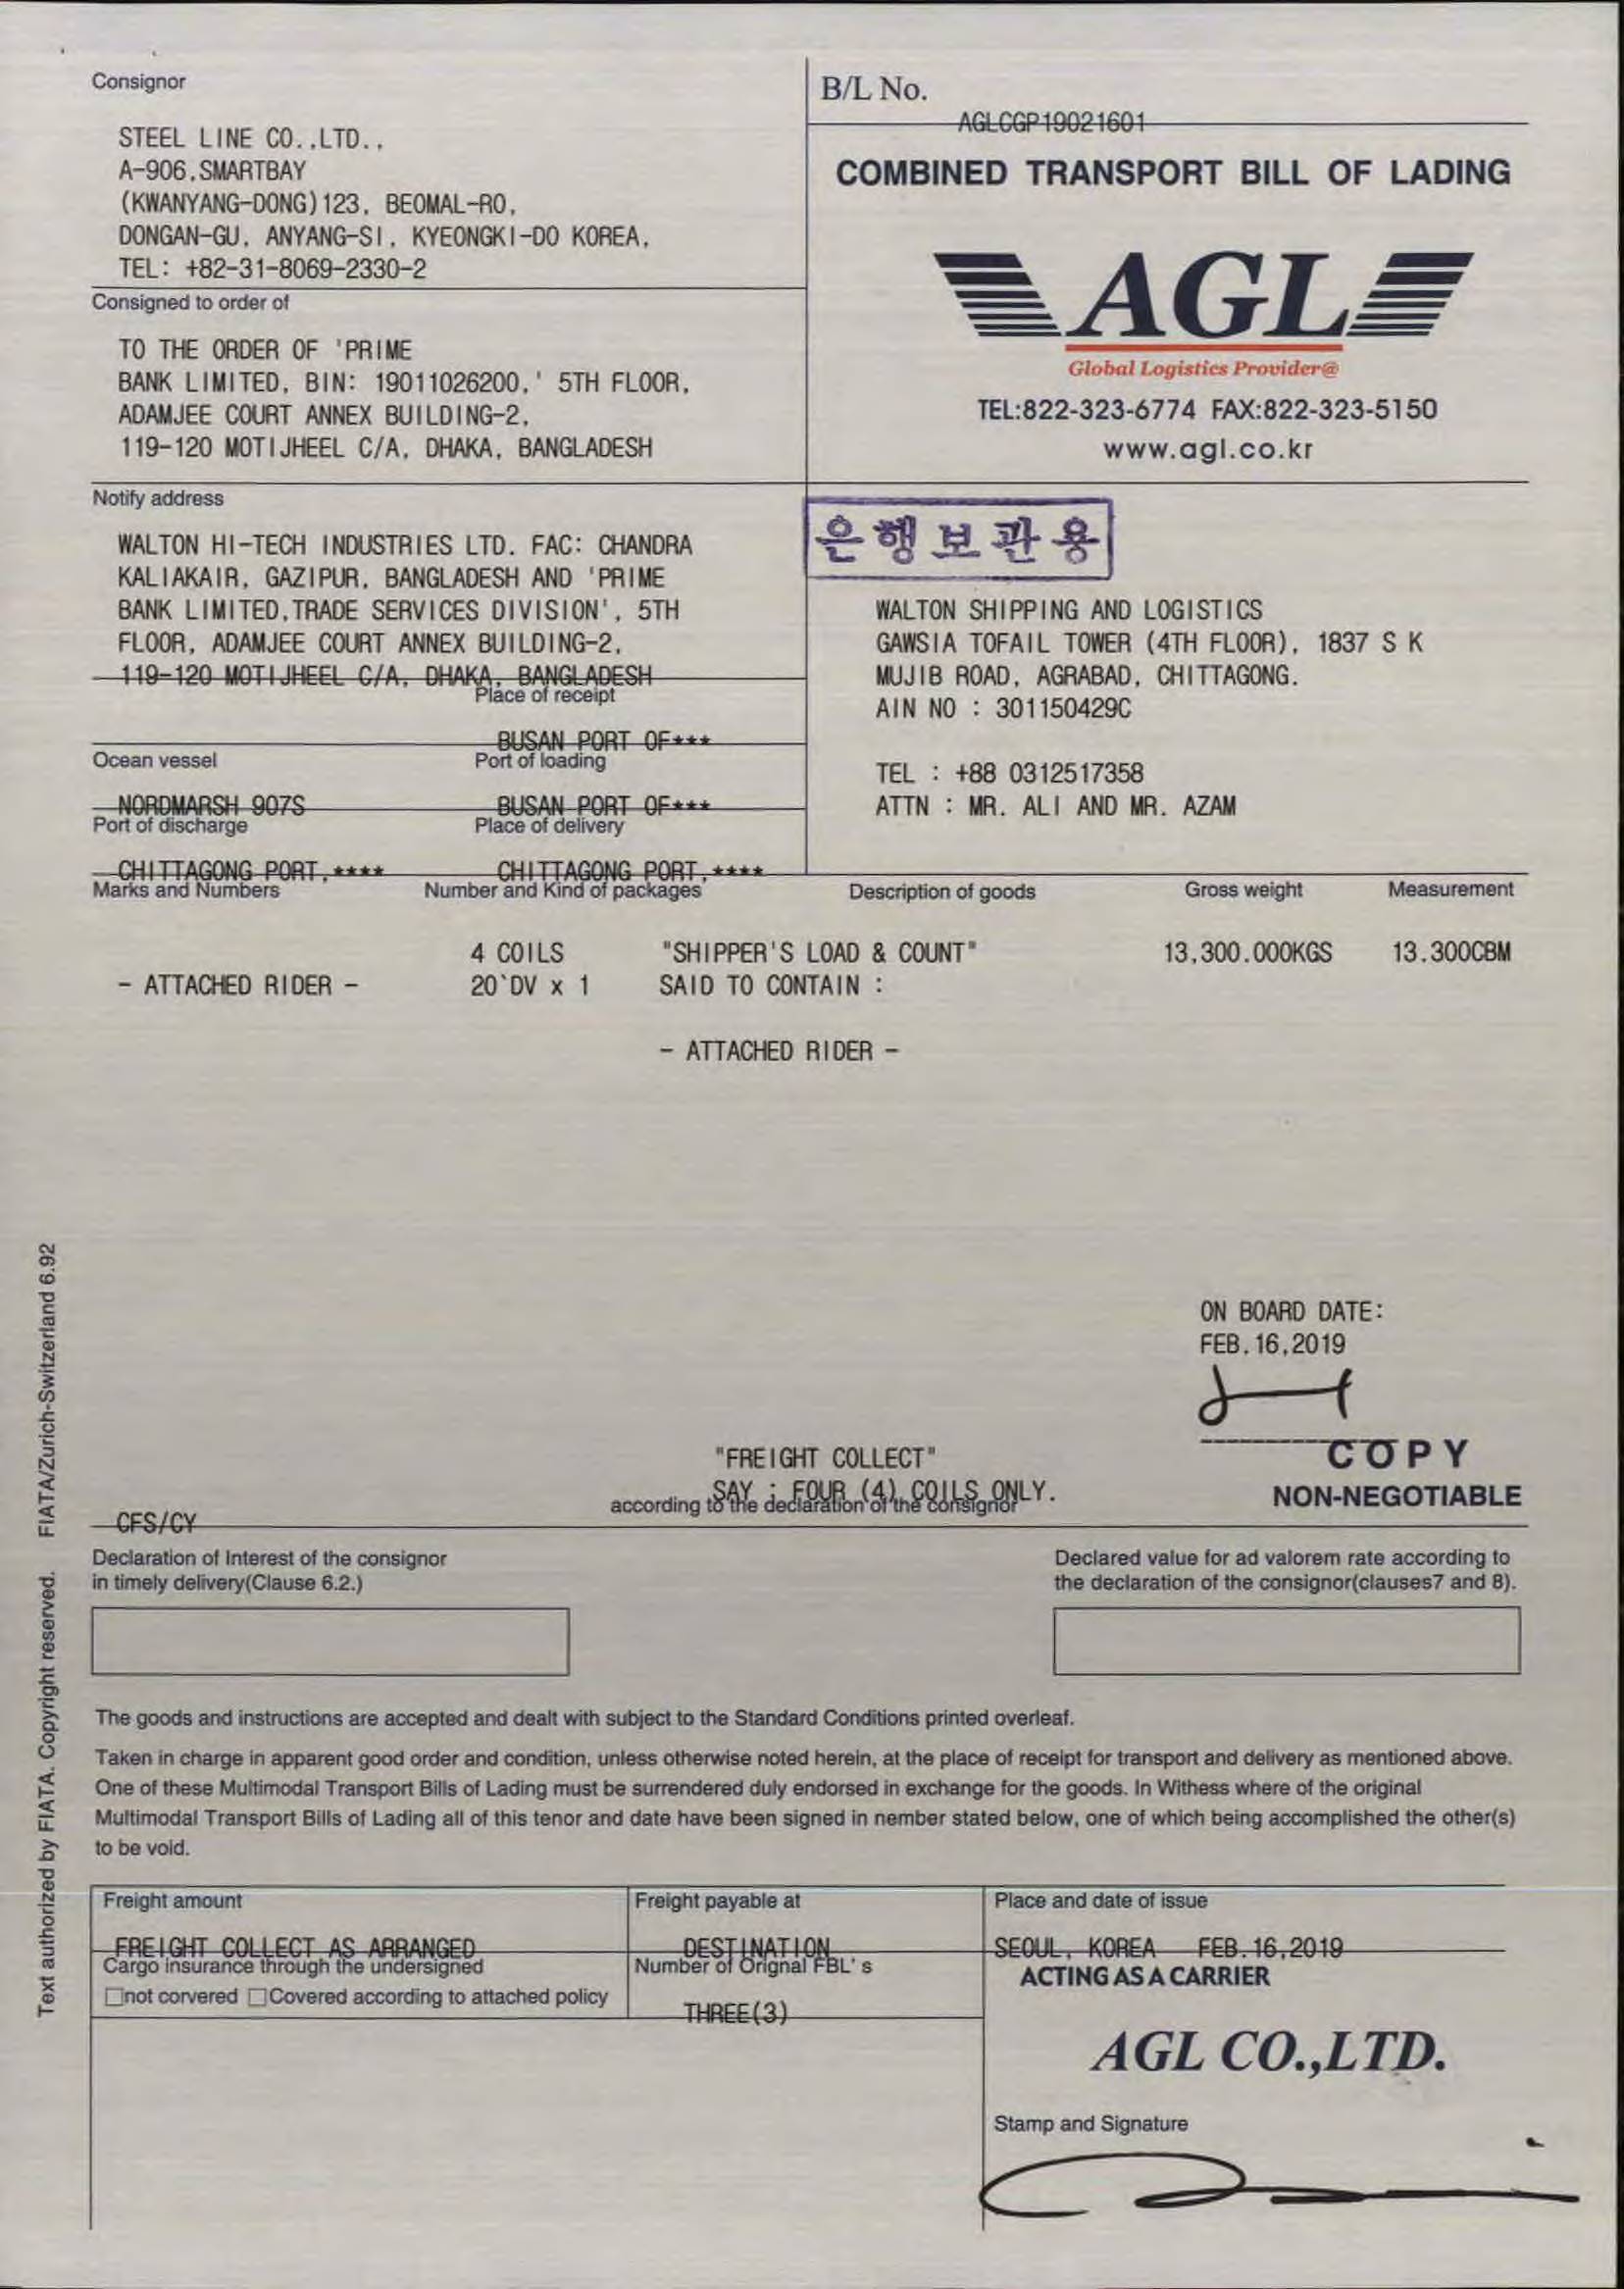 Consignor
STEEL LINE CO.,LTD.,
A-906,SMARTBAY
(KWANYANG-DONG)123, BEOMAL-RO,
DONGAN-GU, ANYANG-SI, KYEONGKI-DO KOREA,
TEL: +82-31-8069-2330-2
B/L No.
AGLCGP19021601
COMBINED TRANSPORT BILL OF LADING
AGL
Global Logistics Provider@
TEL:822-323-6774 FAX:822-323-5150
www.agl.co.kr
Consigned to order of
TO THE ORDER OF 'PRIME
BANK LIMITED, BIN: 19011026200,' 5TH FLOOR,
ADAMJEE COURT ANNEX BUILDING-2,
119-120 MOTIJHEEL C/A, DHAKA, BANGLADESH
Notify address
WALTON HI-TECH INDUSTRIES LTD. FAC: CHANDRA
KALIAKAIR, GAZIPUR, BANGLADESH AND 'PRIME
BANK LIMITED,TRADE SERVICES DIVISION', 5TH
FLOOR, ADAMJEE COURT ANNEX BUILDING-2,
119-120 MOTIJHEEL C/A, DHAKA, BANGLADESH
은행보관용
WALTON SHIPPING AND LOGISTICS
GAWSIA TOFAIL TOWER (4TH FLOOR), 1837 S K
MUJIB ROAD, AGRABAD, CHITTAGONG.
AIN NO : 301150429C
TEL : +88 0312517358
ATTN : MR. ALI AND MR. AZAM
Place of receipt
BUSAN PORT OF***
Ocean vessel Port of loading
NORDMARSH 907S BUSAN PORT OF***
Port of discharge Place of delivery
CHITTAGONG PORT,**** CHITTAGONG PORT,****
Marks and Numbers Number and Kind of packages Description of goods Gross weight Measurement
4 COILS "SHIPPER'S LOAD & COUNT" 13,300.000KGS 13.300CBM
- ATTACHED RIDER - 20`DV x 1 SAID TO CONTAIN :
- ATTACHED RIDER -
ON BOARD DATE:
FEB.16,2019
"FREIGHT COLLECT" COPY
SAY : FOUR (4) COILS ONLY. NON-NEGOTIABLE
according to the declaration of the consignor
CFS/CY
Declaration of Interest of the consignor
in timely delivery(Clause 6.2.)
Declared value for ad valorem rate according to
the declaration of the consignor(clauses7 and 8).
The goods and instructions are accepted and dealt with subject to the Standard Conditions printed overleaf.
Taken in charge in apparent good order and condition, unless otherwise noted herein, at the place of receipt for transport and delivery as mentioned above.
One of these Multimodal Transport Bills of Lading must be surrendered duly endorsed in exchange for the goods. In Withess where of the original
Multimodal Transport Bills of Lading all of this tenor and date have been signed in nember stated below, one of which being accomplished the other(s)
to be void.
Freight amount Freight payable at Place and date of issue
FREIGHT COLLECT AS ARRANGED DESTINATION SEOUL, KOREA FEB.16,2019
Cargo insurance through the undersigned Number of Orignal FBL' s ACTING AS A CARRIER
not corvered Covered according to attached policy THREE(3)
AGL CO.,LTD.
Stamp and Signature
Text authorized by FIATA. Copyright reserved. FIATA/Zurich-Switzerland 6.92